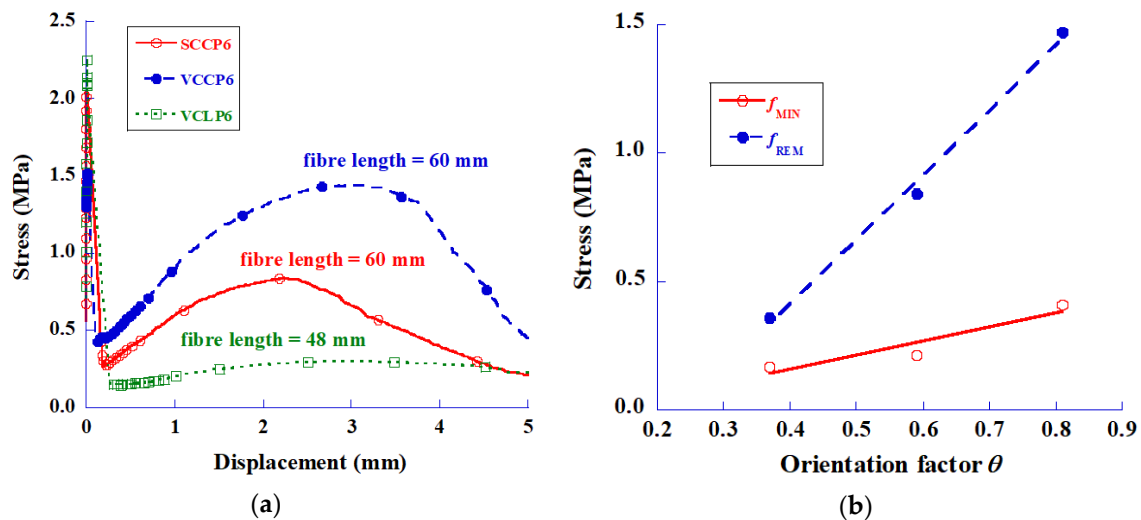 2.5
2.0
1.5
1.0
0.5
0.0
Stress (MPa)
SCCP6
VCCP6
VCLP6
fibre length = 60 mm
fibre length = 60 mm
fibre length = 48 mm
0 1 2 3 4 5
Displacement (mm)
(a)
1.5
1.0
0.5
0.0
Stress (MPa)
f MIN
f REM
0.2 0.3 0.4 0.5 0.6 0.7 0.8 0.9
Orientation factor θ
(b)